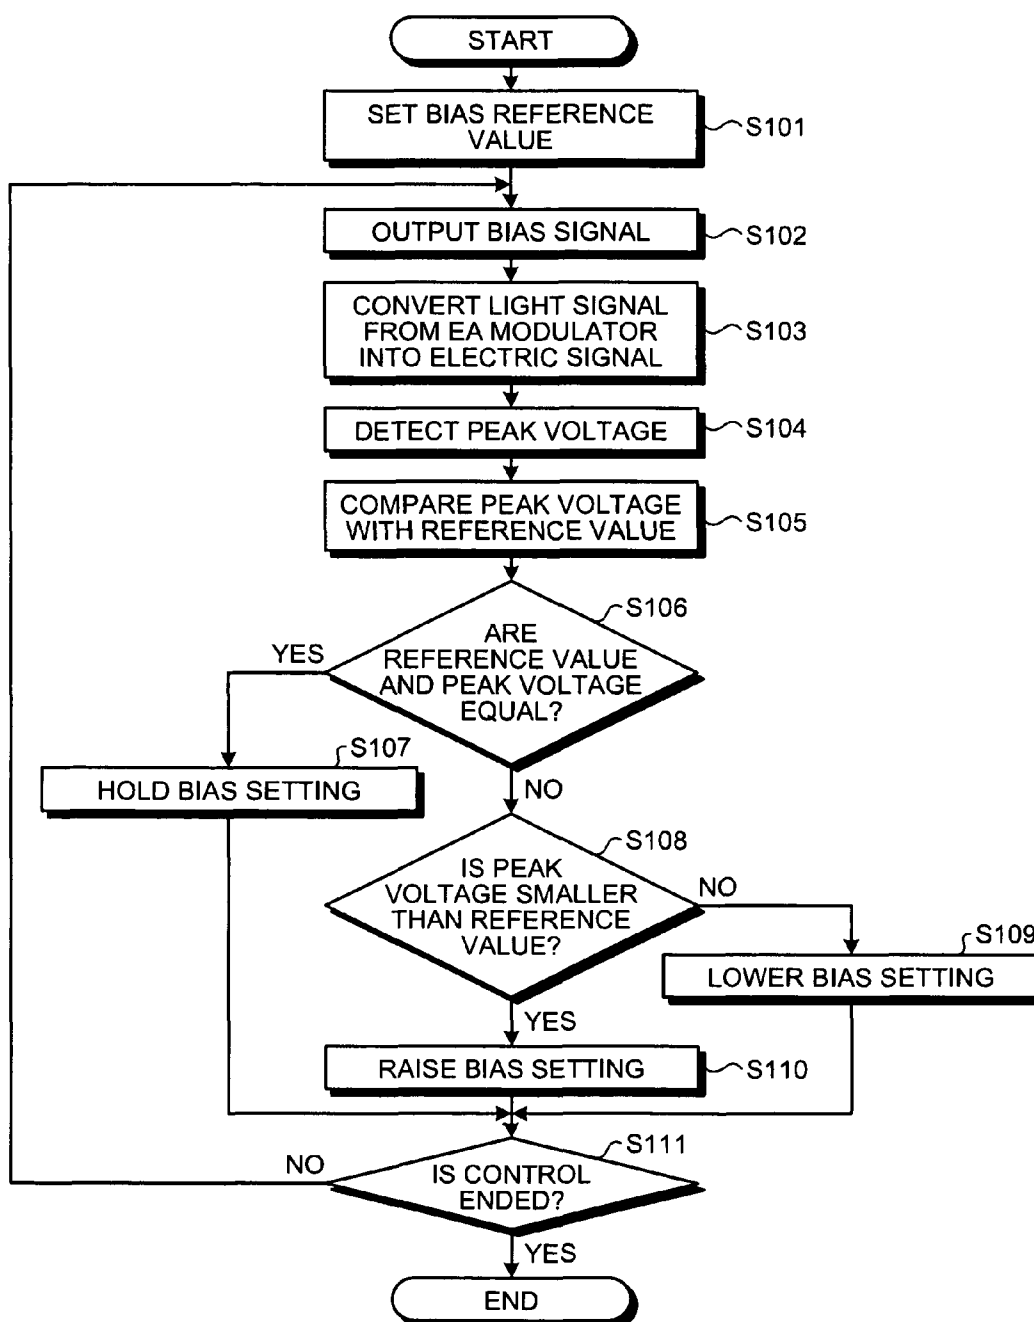 START
SET BIAS REFERENCE
VALUE
S101
OUTPUT BIAS SIGNAL
S102
CONVERT LIGHT SIGNAL
FROM EA MODULATOR
INTO ELECTRIC SIGNAL
S103
DETECT PEAK VOLTAGE
S104
COMPARE PEAK VOLTAGE
WITH REFERENCE VALUE
S105
S106
ARE
REFERENCE VALUE
AND PEAK VOLTAGE
EQUAL?
YES
NO
S107
HOLD BIAS SETTING
S108
IS PEAK
VOLTAGE SMALLER
THAN REFERENCE
VALUE?
NO
YES
S109
LOWER BIAS SETTING
RAISE BIAS SETTING
S110
S111
IS CONTROL
ENDED?
NO
YES
END